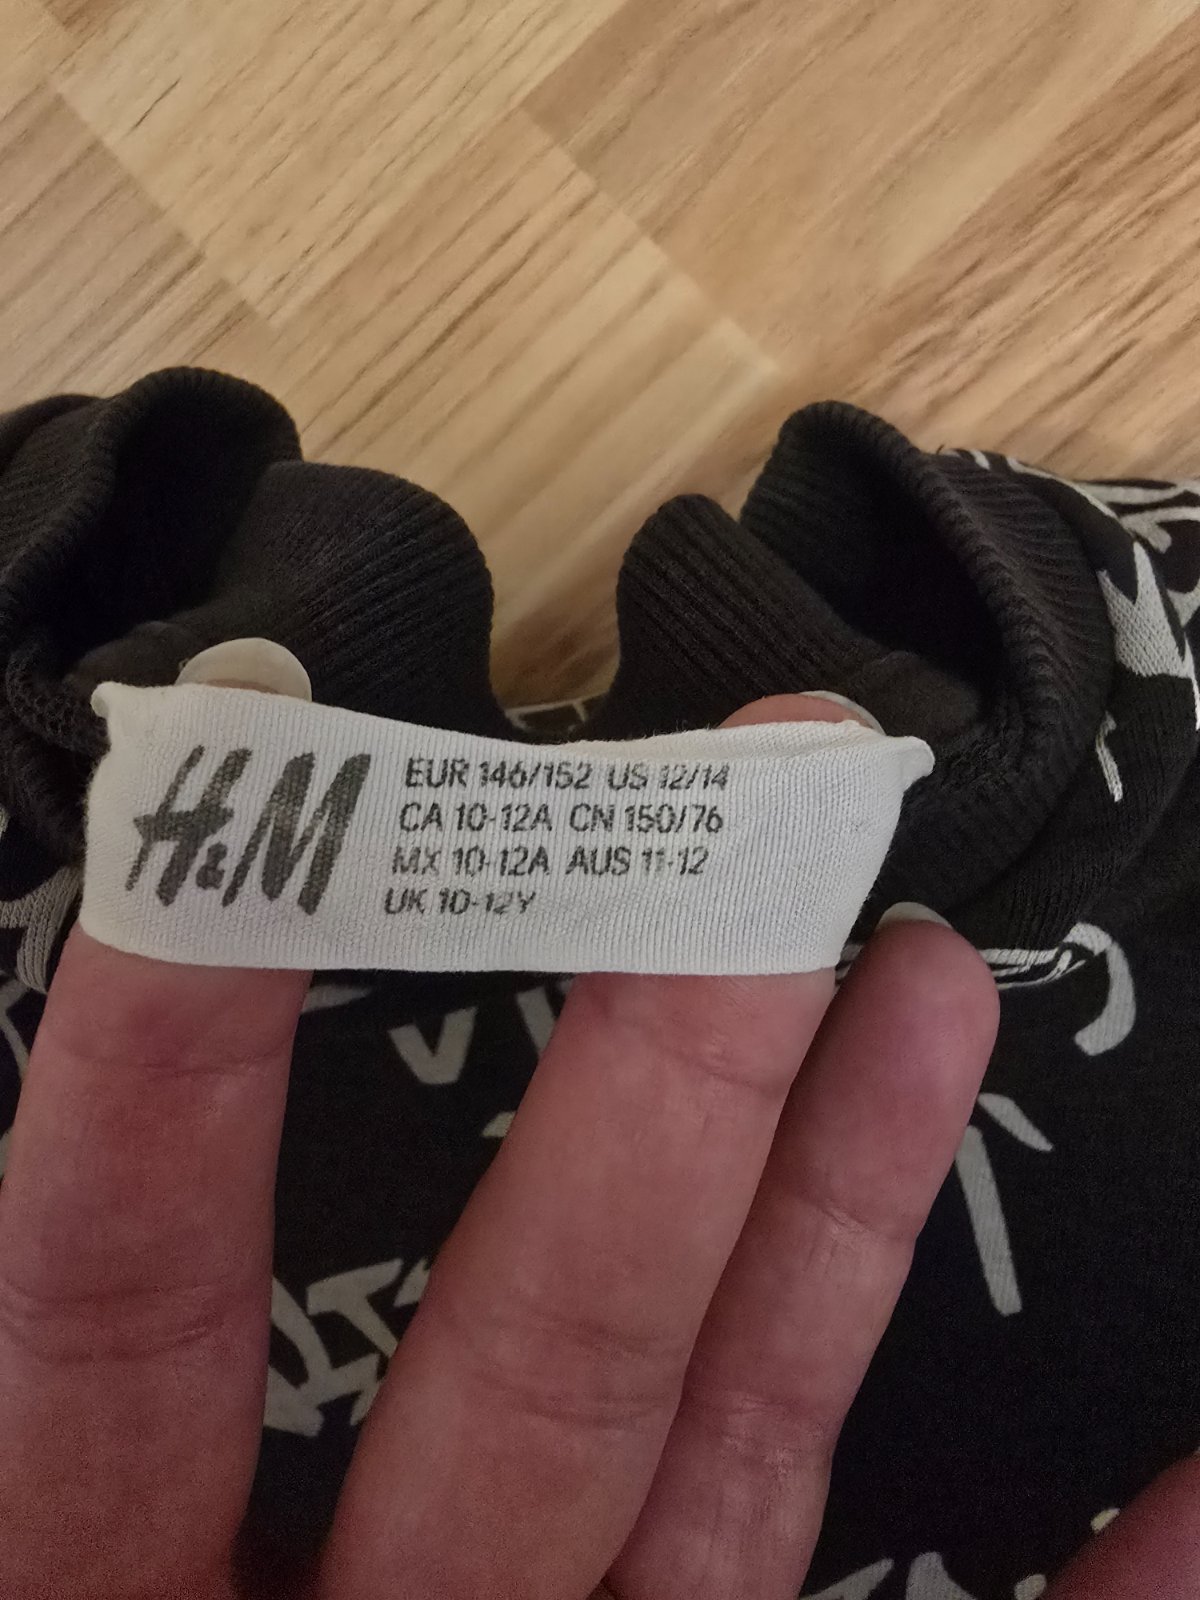 H&M
EUR 146/152 US 12/14
CA 10-12A CN 150/76
MX 10-12A AUS 11-12
UK 10-12Y